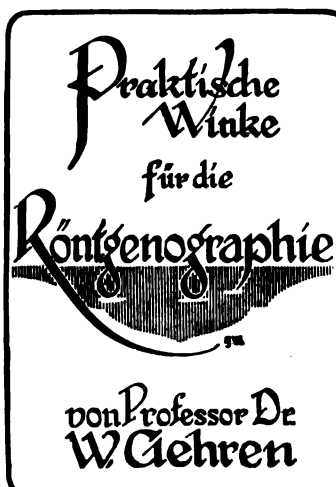 Praktische
Winke
für die
Röntgenographie
von Professor Dr.
W. Gehren